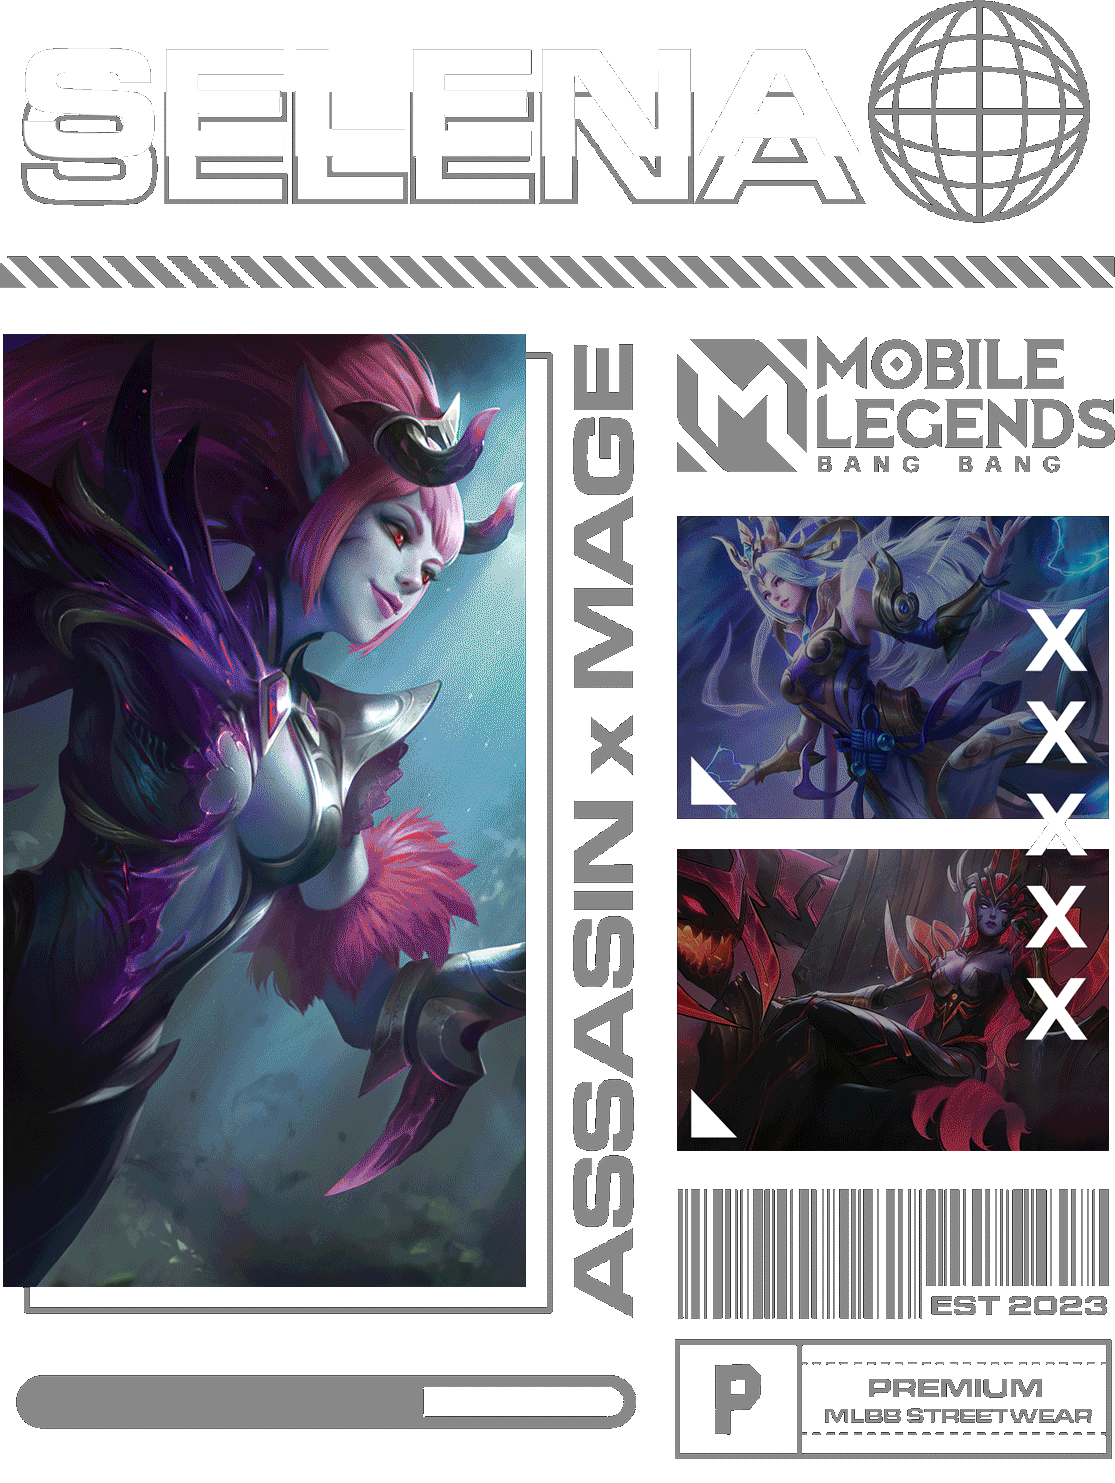 SELENA
ASSASIN x MAGE
MOBILE
LEGENDS
BANG BANG
X
X
X
X
X
EST 2023
P
PREMIUM
MLBB STREETWEAR